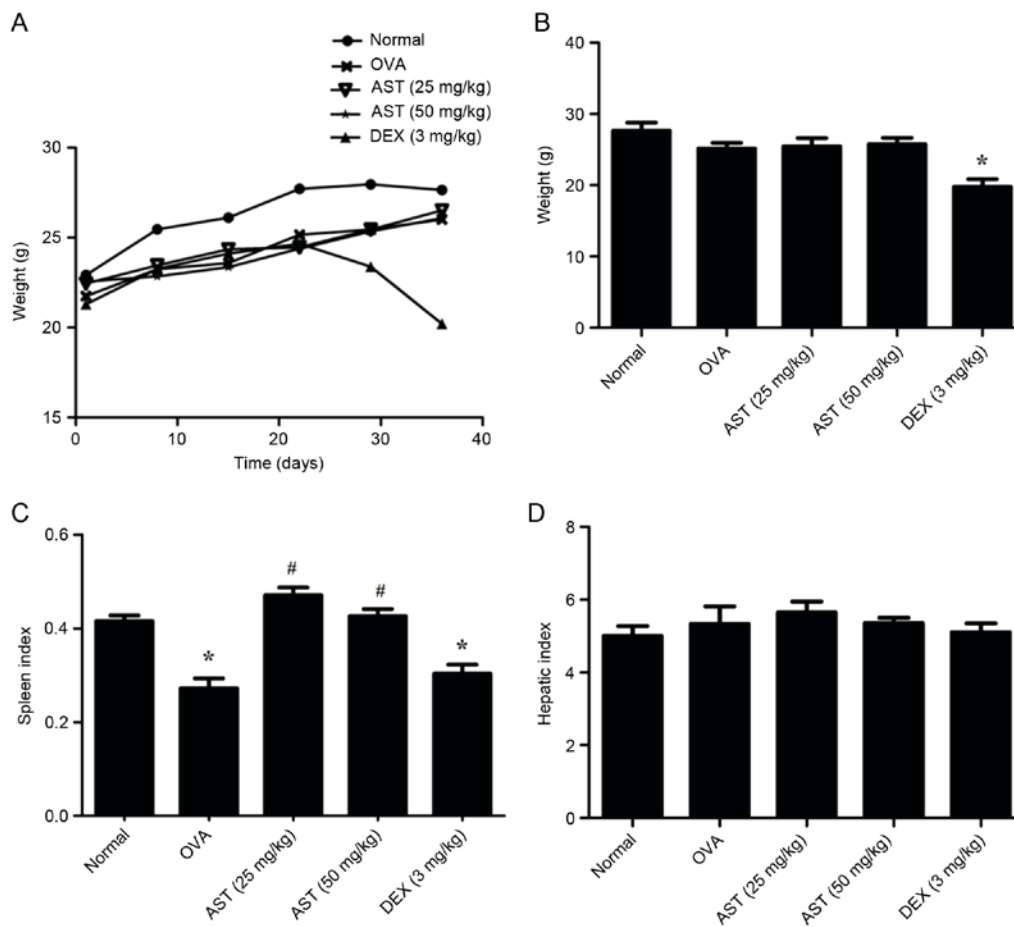 A
Normal
OVA
AST (25 mg/kg)
AST (50 mg/kg)
DEX (3 mg/kg)
30
25
20
15
Weight (g)
0 10 20 30 40
Time (days)
B
40
30
20
10
0
Weight (g)
*
Normal
OVA
AST (25 mg/kg)
AST (50 mg/kg)
DEX (3 mg/kg)
C
0.6
0.4
0.2
0.0
Spleen index
*
#
#
*
Normal
OVA
AST (25 mg/kg)
AST (50 mg/kg)
DEX (3 mg/kg)
D
8
6
4
2
0
Hepatic index
Normal
OVA
AST (25 mg/kg)
AST (50 mg/kg)
DEX (3 mg/kg)